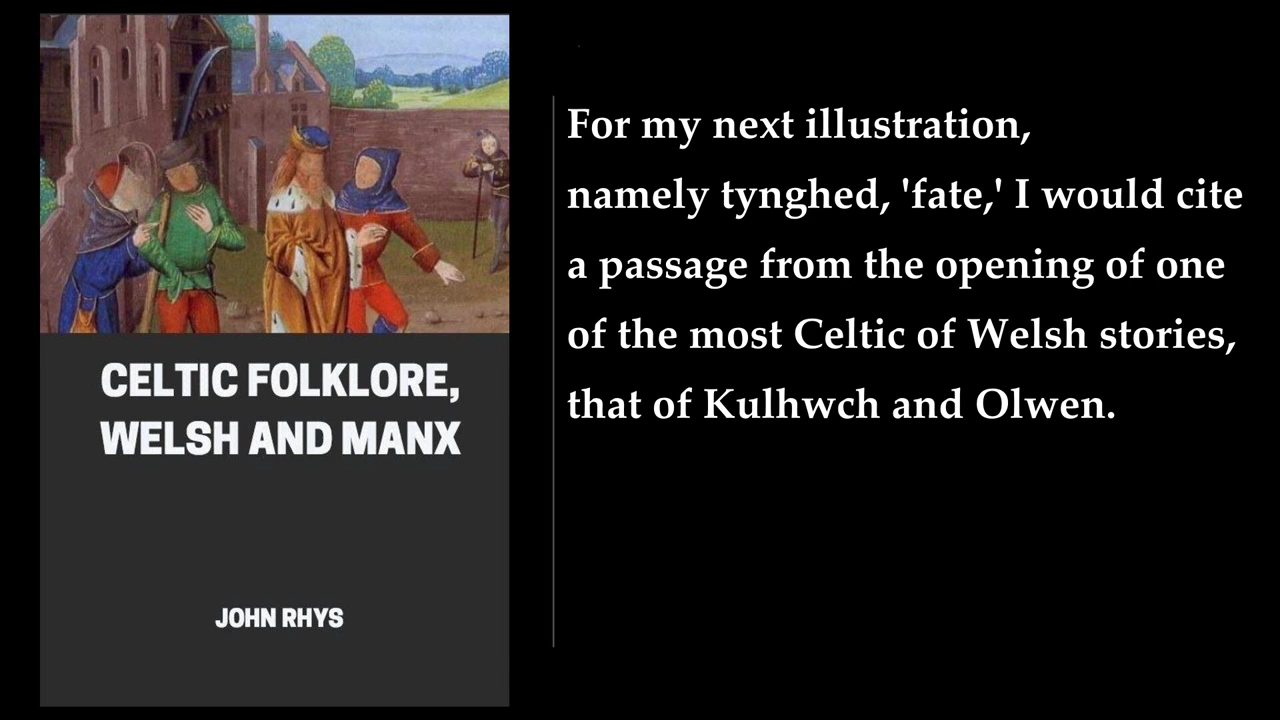 CELTIC FOLKLORE,
WELSH AND MANX
JOHN RHYS
For my next illustration,
namely tynghed, 'fate,' I would cite
a passage from the opening of one
of the most Celtic of Welsh stories,
that of Kulhwch and Olwen.